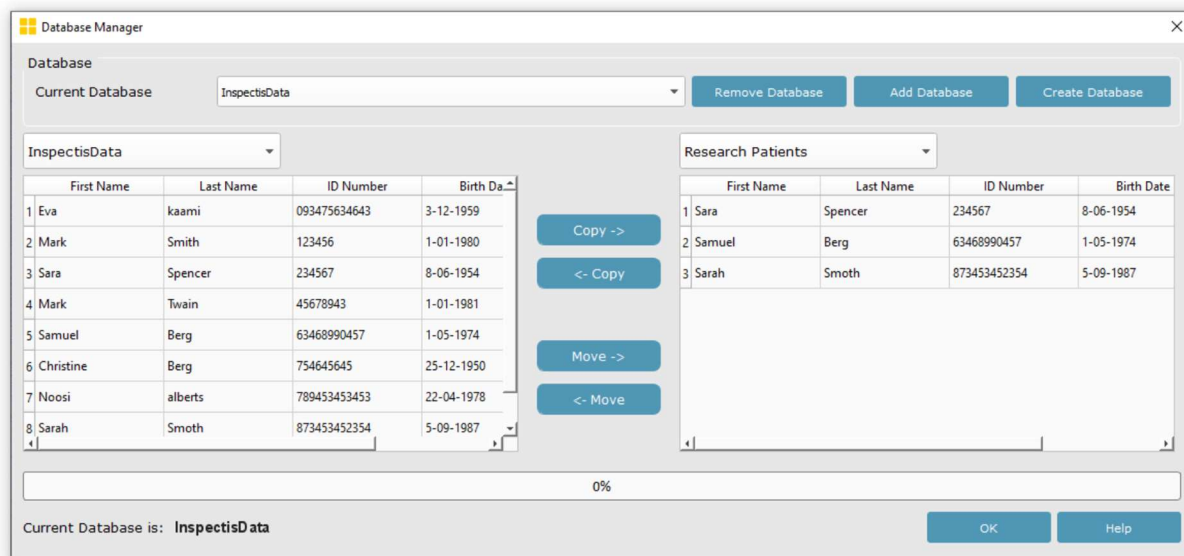 Database Manager
Database
Current Database InspectisData Remove Database Add Database Create Database
InspectisData
First Name Last Name ID Number Birth Da
1 Eva kaami 093475634643 3-12-1959
2 Mark Smith 123456 1-01-1980
3 Sara Spencer 234567 8-06-1954
4 Mark Twain 45678943 1-01-1981
5 Samuel Berg 63468990457 1-05-1974
6 Christine Berg 754645645 25-12-1950
7 Noosi alberts 789453453453 22-04-1978
8 Sarah Smoth 873453452354 5-09-1987
Copy ->
<- Copy
Move ->
<- Move
Research Patients
First Name Last Name ID Number Birth Date
1 Sara Spencer 234567 8-06-1954
2 Samuel Berg 63468990457 1-05-1974
3 Sarah Smoth 873453452354 5-09-1987
0%
Current Database is: InspectisData
OK Help